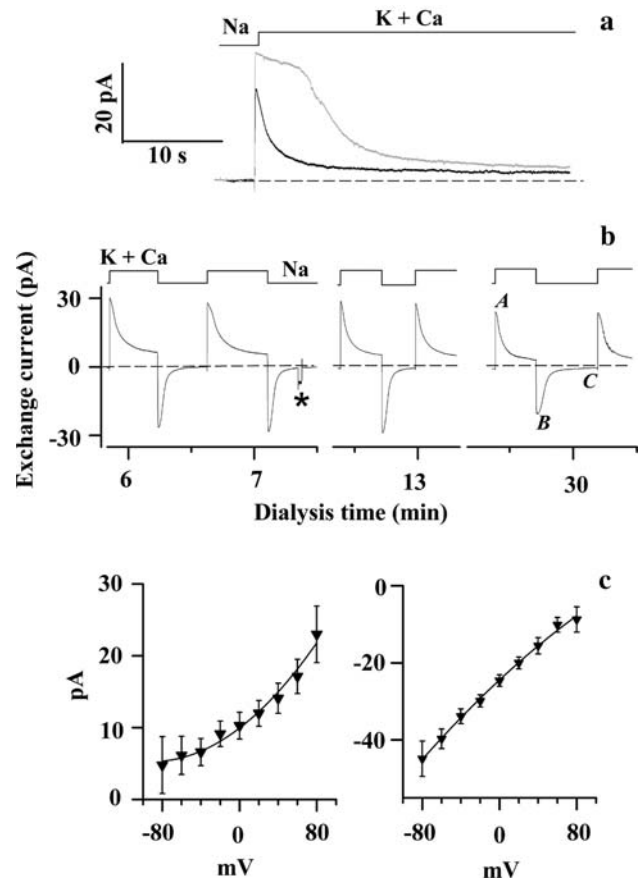 Na K + Ca a
20 pA
10 s
b
K + Ca Na
Exchange current (pA)
30
0
-30
A
B
C
*
6 7 13 30
Dialysis time (min)
c
pA
30
20
10
0
-80 0 80
mV
0
-20
-40
-80 0 80
mV